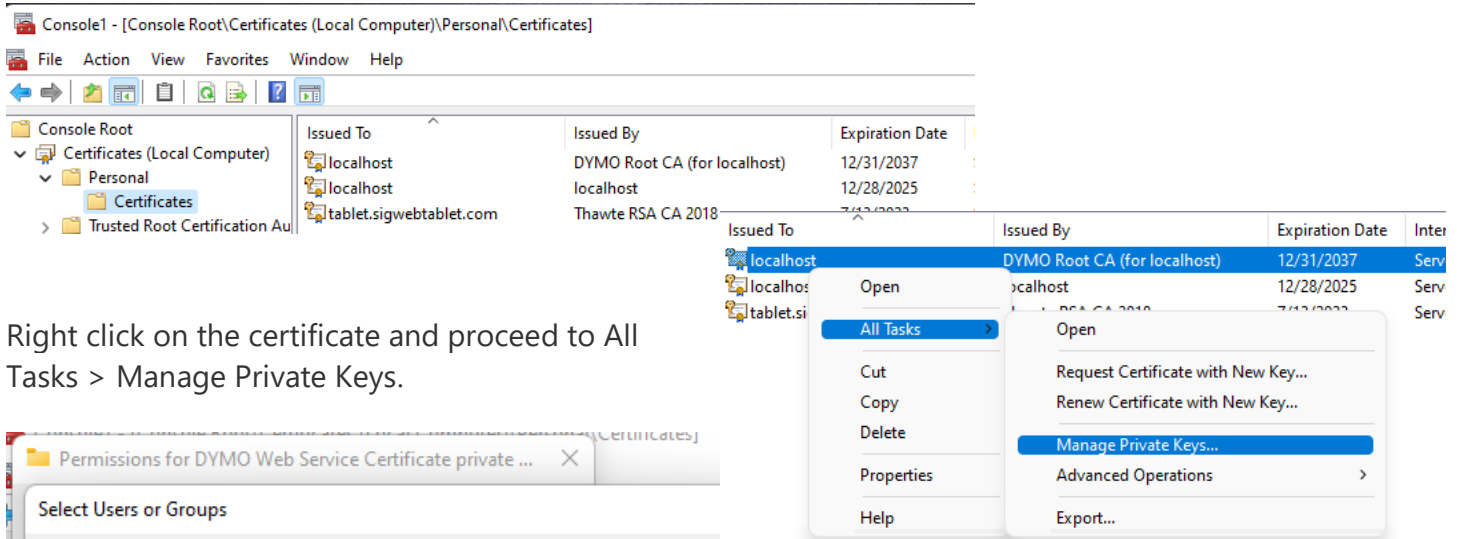 Console1 - [Console Root\Certificates (Local Computer)\Personal\Certificates]
File Action View Favorites Window Help
Console Root
Certificates (Local Computer)
Personal
Certificates
Trusted Root Certification Au
Issued To Issued By Expiration Date
localhost DYMO Root CA (for localhost) 12/31/2037
localhost localhost 12/28/2025
tablet.sigwebtablet.com Thawte RSA CA 2018
Issued To Issued By Expiration Date Inter
localhost DYMO Root CA (for localhost) 12/31/2037 Serv
localhos ocalhost 12/28/2025 Serv
tablet.si Serv
Open
All Tasks
Cut
Copy
Delete
Properties
Help
Open
Request Certificate with New Key...
Renew Certificate with New Key...
Manage Private Keys...
Advanced Operations
Export...
Right click on the certificate and proceed to All
Tasks > Manage Private Keys.
Permissions for DYMO Web Service Certificate private ...
Select Users or Groups